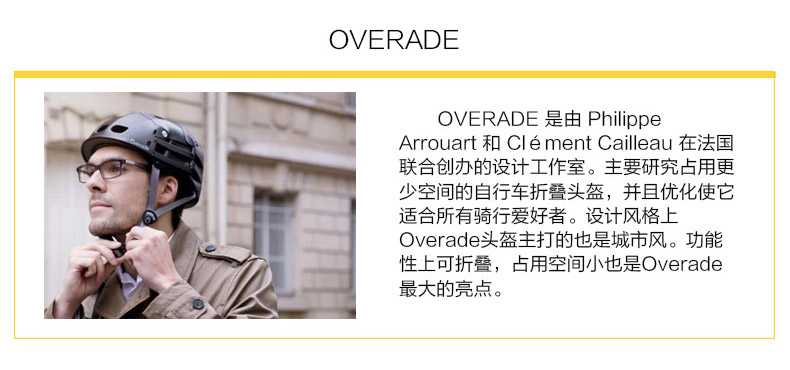 OVERADE
OVERADE 是由 Philippe
Arrouart 和 Clément Cailleau 在法国
联合创办的设计工作室。主要研究占用更
少空间的自行车折叠头盔，并且优化使它
适合所有骑行爱好者。设计风格上
Overade头盔主打的也是城市风。功能
性上可折叠，占用空间小也是Overade
最大的亮点。